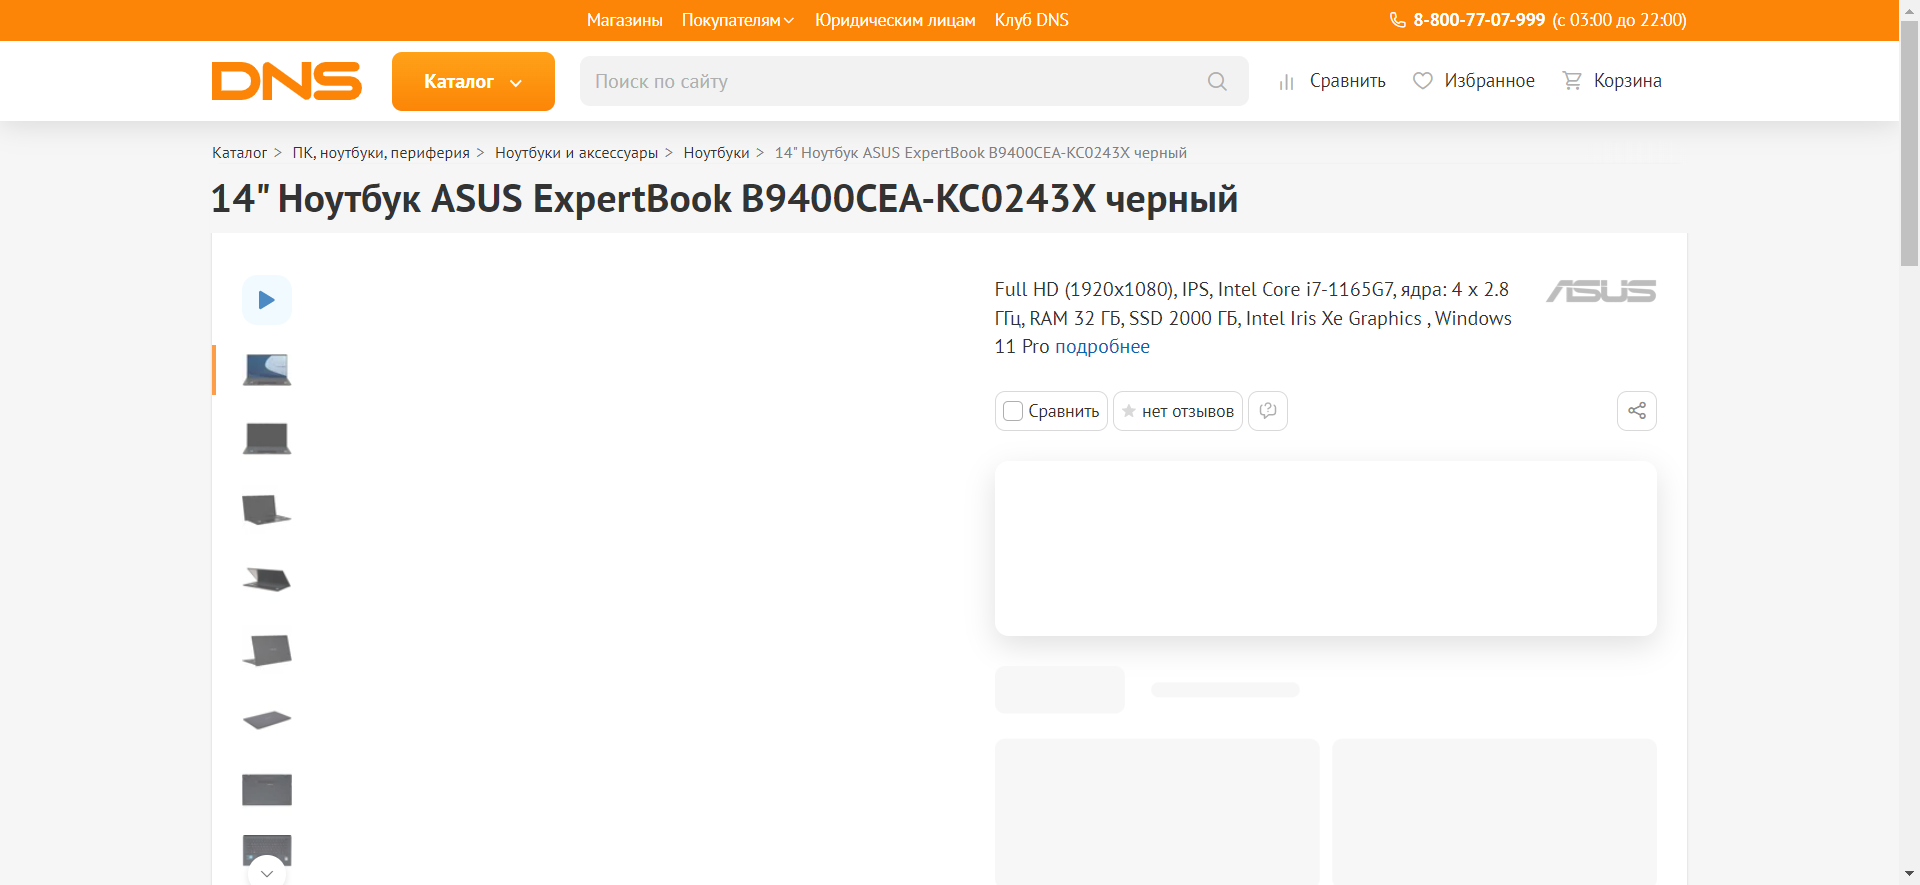 Магазины Покупателям Юридическим лицам Клуб DNS 8-800-77-07-999 (с 03:00 до 22:00)
DNS Каталог Поиск по сайту Сравнить Избранное Корзина
Каталог > ПК, ноутбуки, периферия > Ноутбуки и аксессуары > Ноутбуки > 14" Ноутбук ASUS ExpertBook B9400CEA-KC0243X черный
14" Ноутбук ASUS ExpertBook B9400CEA-KC0243X черный
Full HD (1920x1080), IPS, Intel Core i7-1165G7, ядра: 4 х 2.8
ГГц, RAM 32 ГБ, SSD 2000 ГБ, Intel Iris Xe Graphics , Windows
11 Pro подробнее
ASUS
Сравнить нет отзывов